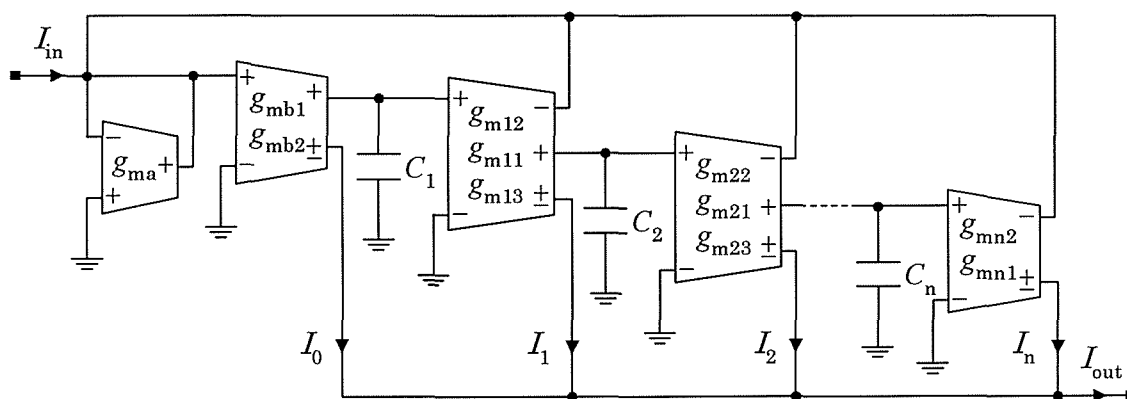 I_in
+
+
−
g_mb1
g_mb2
±
−
−
g_ma
+
+
C_1
+
−
g_m12
g_m11
+
g_m13
±
−
C_2
+
−
g_m22
g_m21
+
g_m23
±
−
C_n
+
−
g_mn2
g_mn1
±
−
I_0
I_1
I_2
I_n
I_out